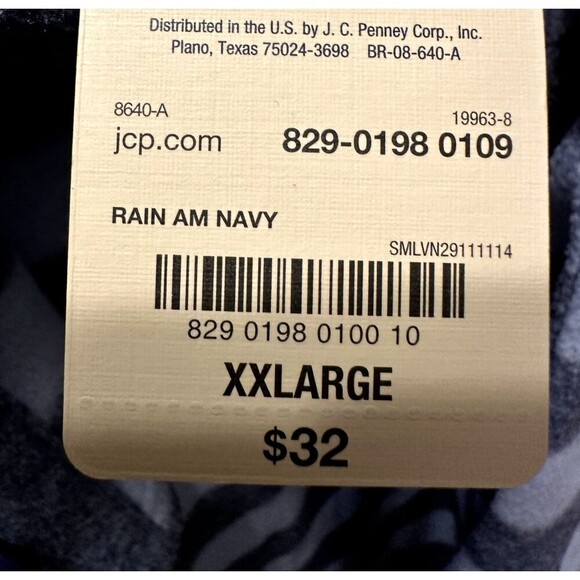 Distributed in the U.S. by J. C. Penney Corp., Inc.
Plano, Texas 75024-3698 BR-08-640-A
8640-A 19963-8
jcp.com 829-0198 0109
RAIN AM NAVY
SMLVN29111114
829 0198 0100 10
XXLARGE
$32